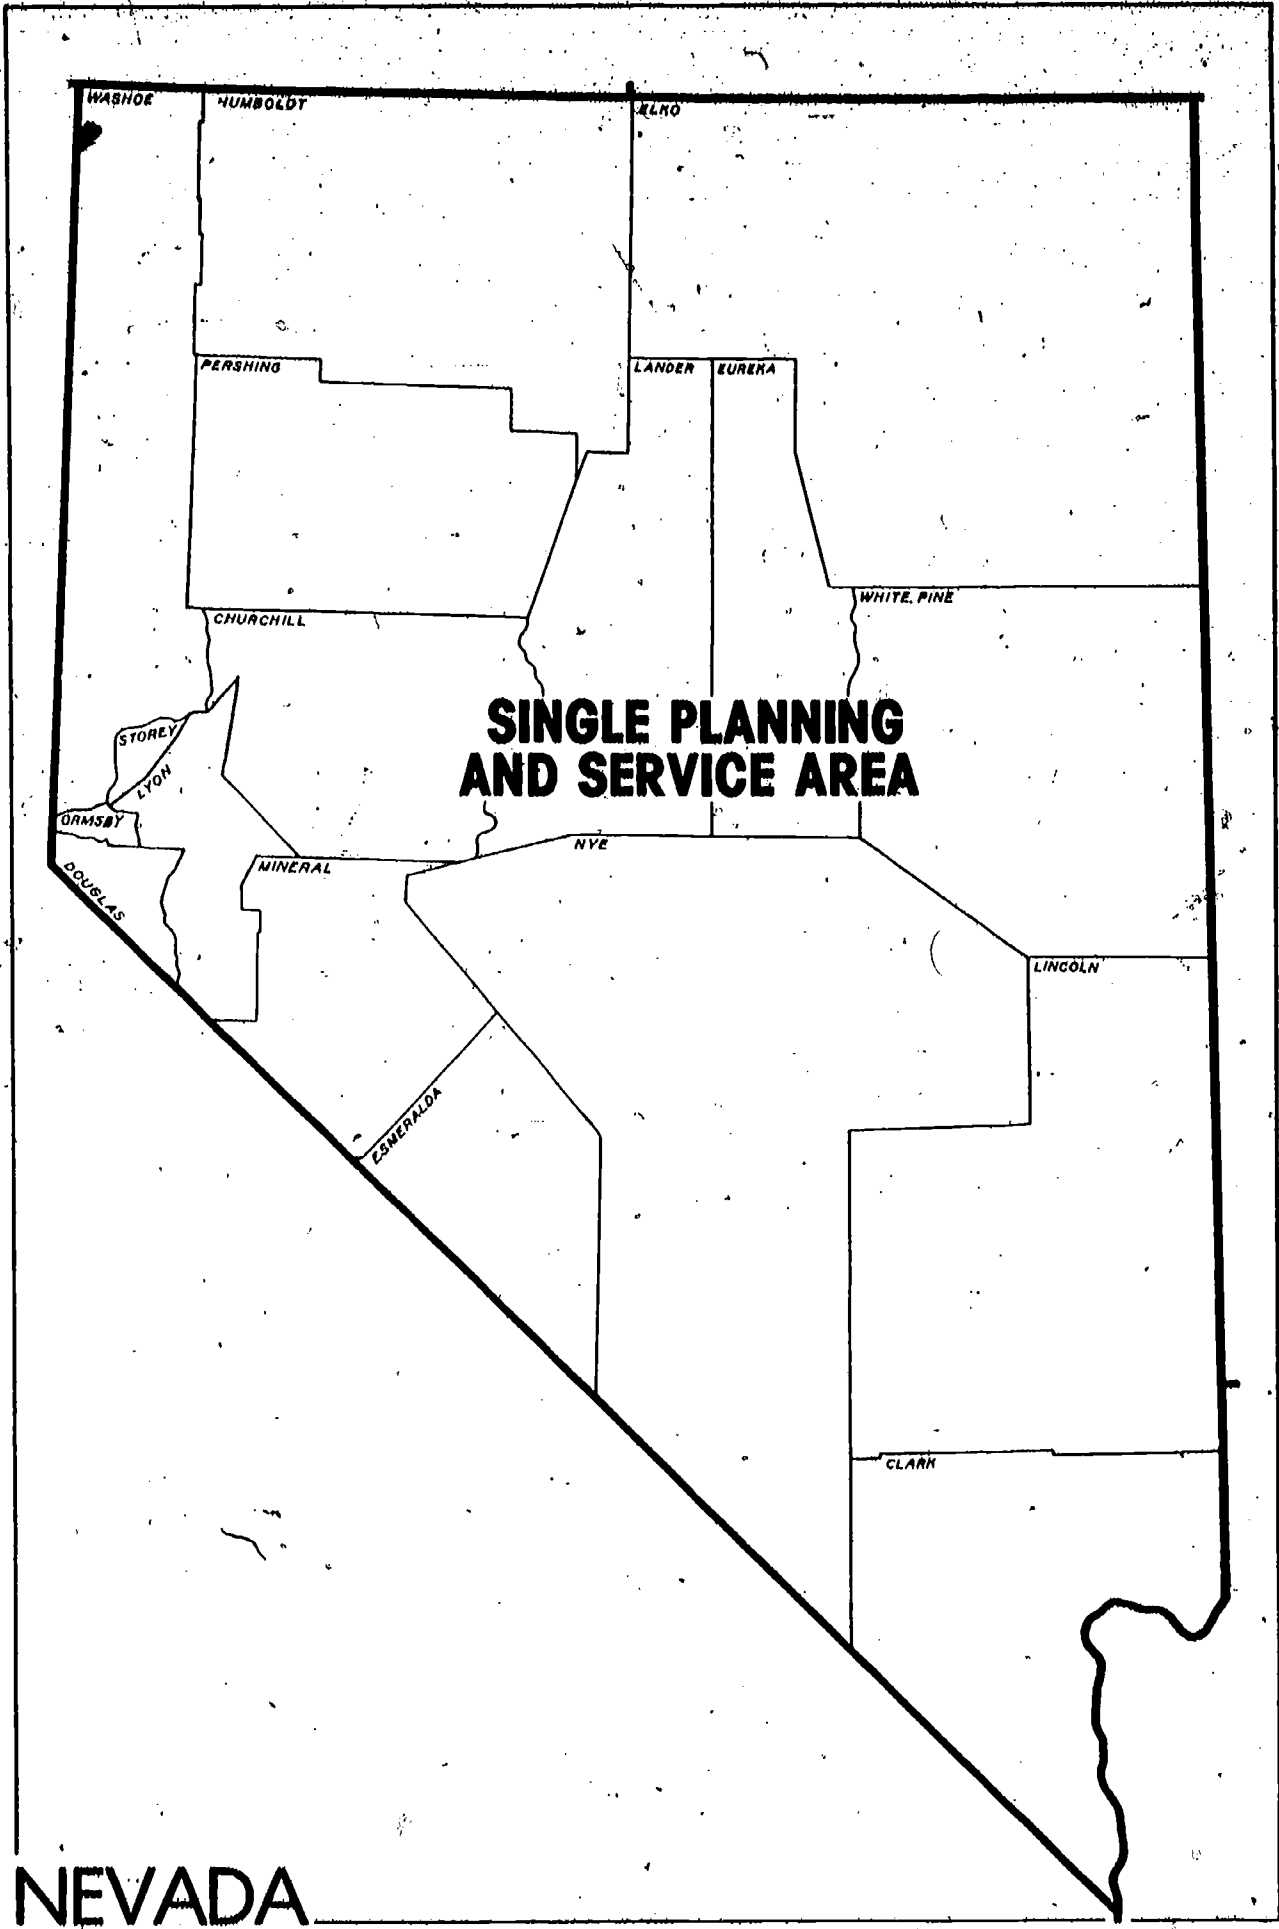 WASHOE
HUMBOLDT
ELKO
PERSHING
LANDER
EUREKA
WHITE PINE
CHURCHILL
SINGLE PLANNING
AND SERVICE AREA
STOREY
LYON
ORMSBY
NYE
MINERAL
DOUGLAS
LINCOLN
ESMERALDA
CLARK
NEVADA